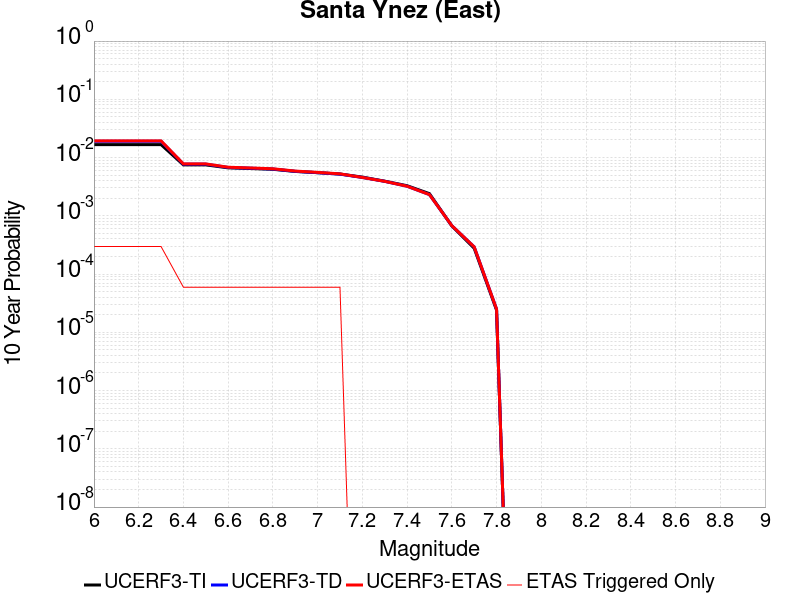 Santa Ynez (East)
10 Year Probability
10^0
10^-1
10^-2
10^-3
10^-4
10^-5
10^-6
10^-7
10^-8
6 6.2 6.4 6.6 6.8 7 7.2 7.4 7.6 7.8 8 8.2 8.4 8.6 8.8 9
Magnitude
UCERF3-TI UCERF3-TD UCERF3-ETAS ETAS Triggered Only